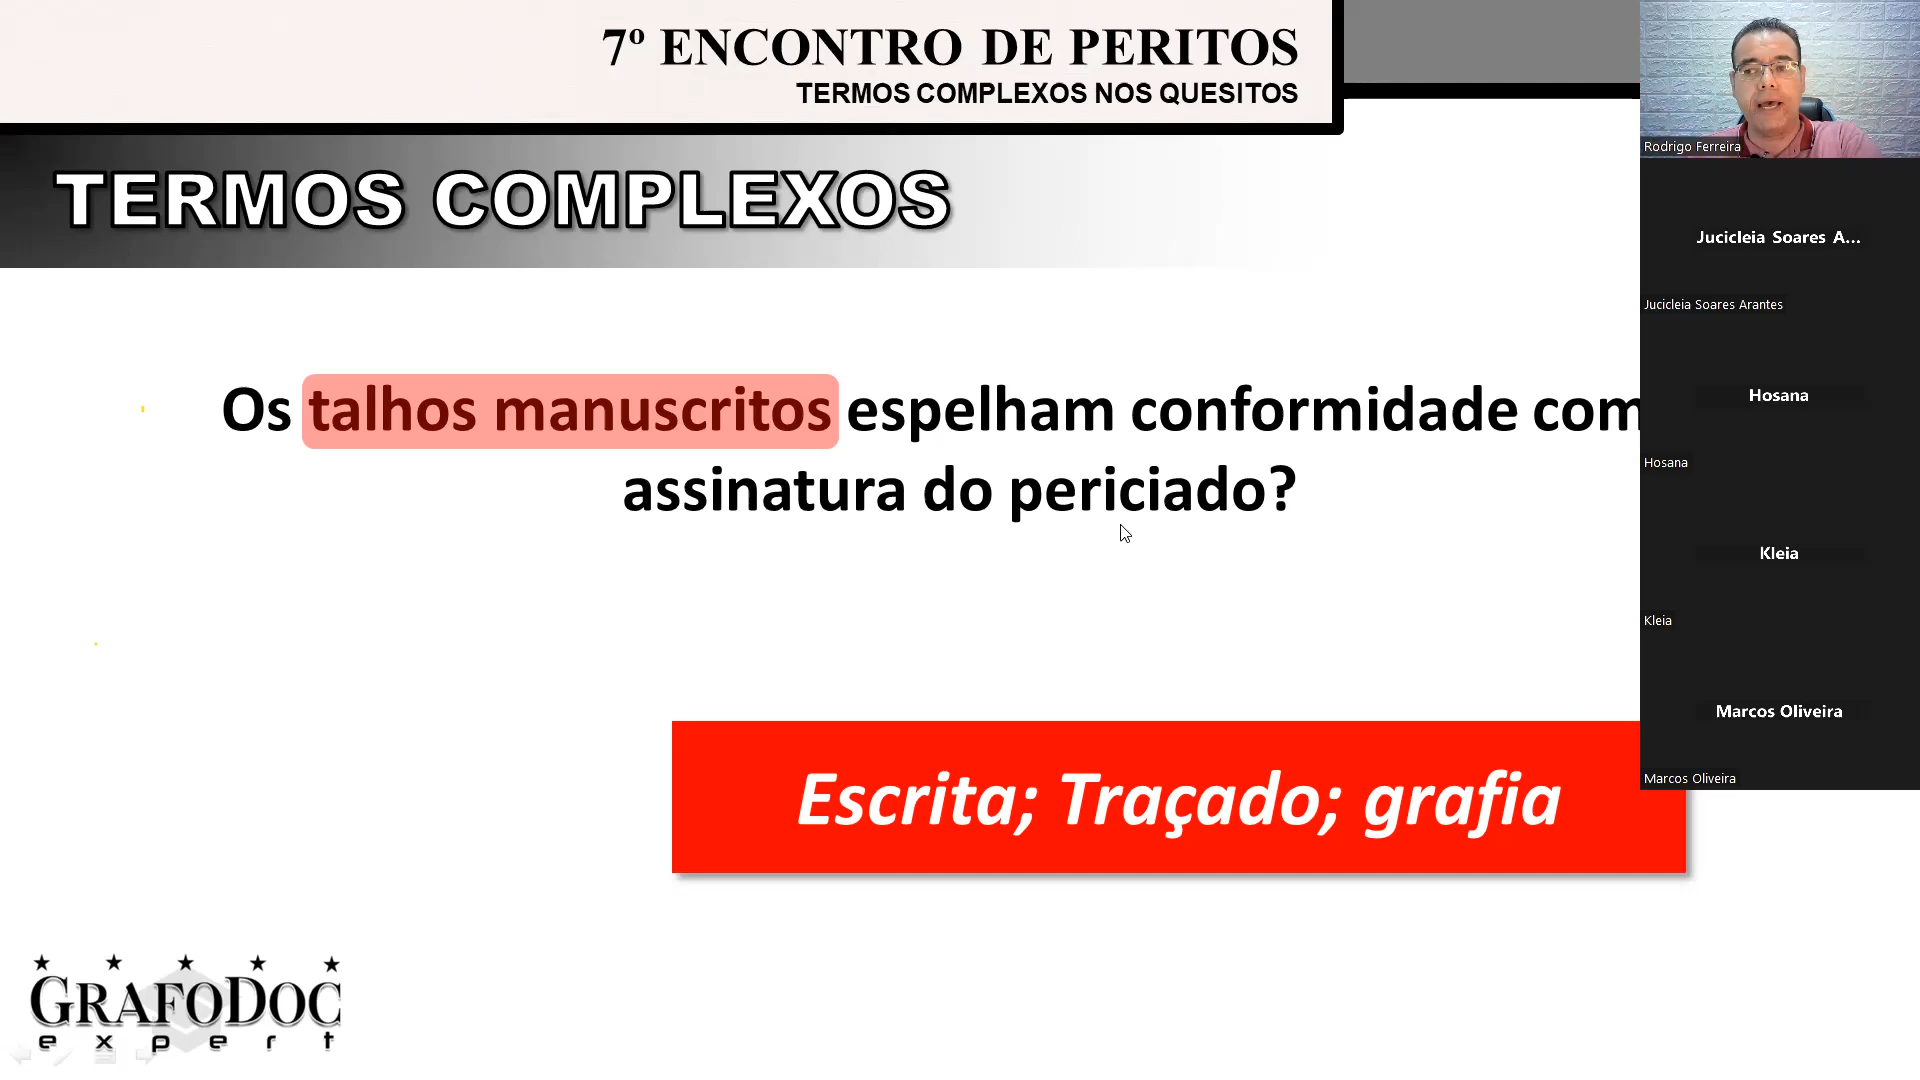 7º ENCONTRO DE PERITOS
TERMOS COMPLEXOS NOS QUESITOS
TERMOS COMPLEXOS
Os talhos manuscritos espelham conformidade com
assinatura do periciado?
Escrita; Traçado; grafia
GRAFODOC
expert
Rodrigo Ferreira
Jucicleia Soares A...
Jucicleia Soares Arantes
Hosana
Hosana
Kleia
Kleia
Marcos Oliveira
Marcos Oliveira